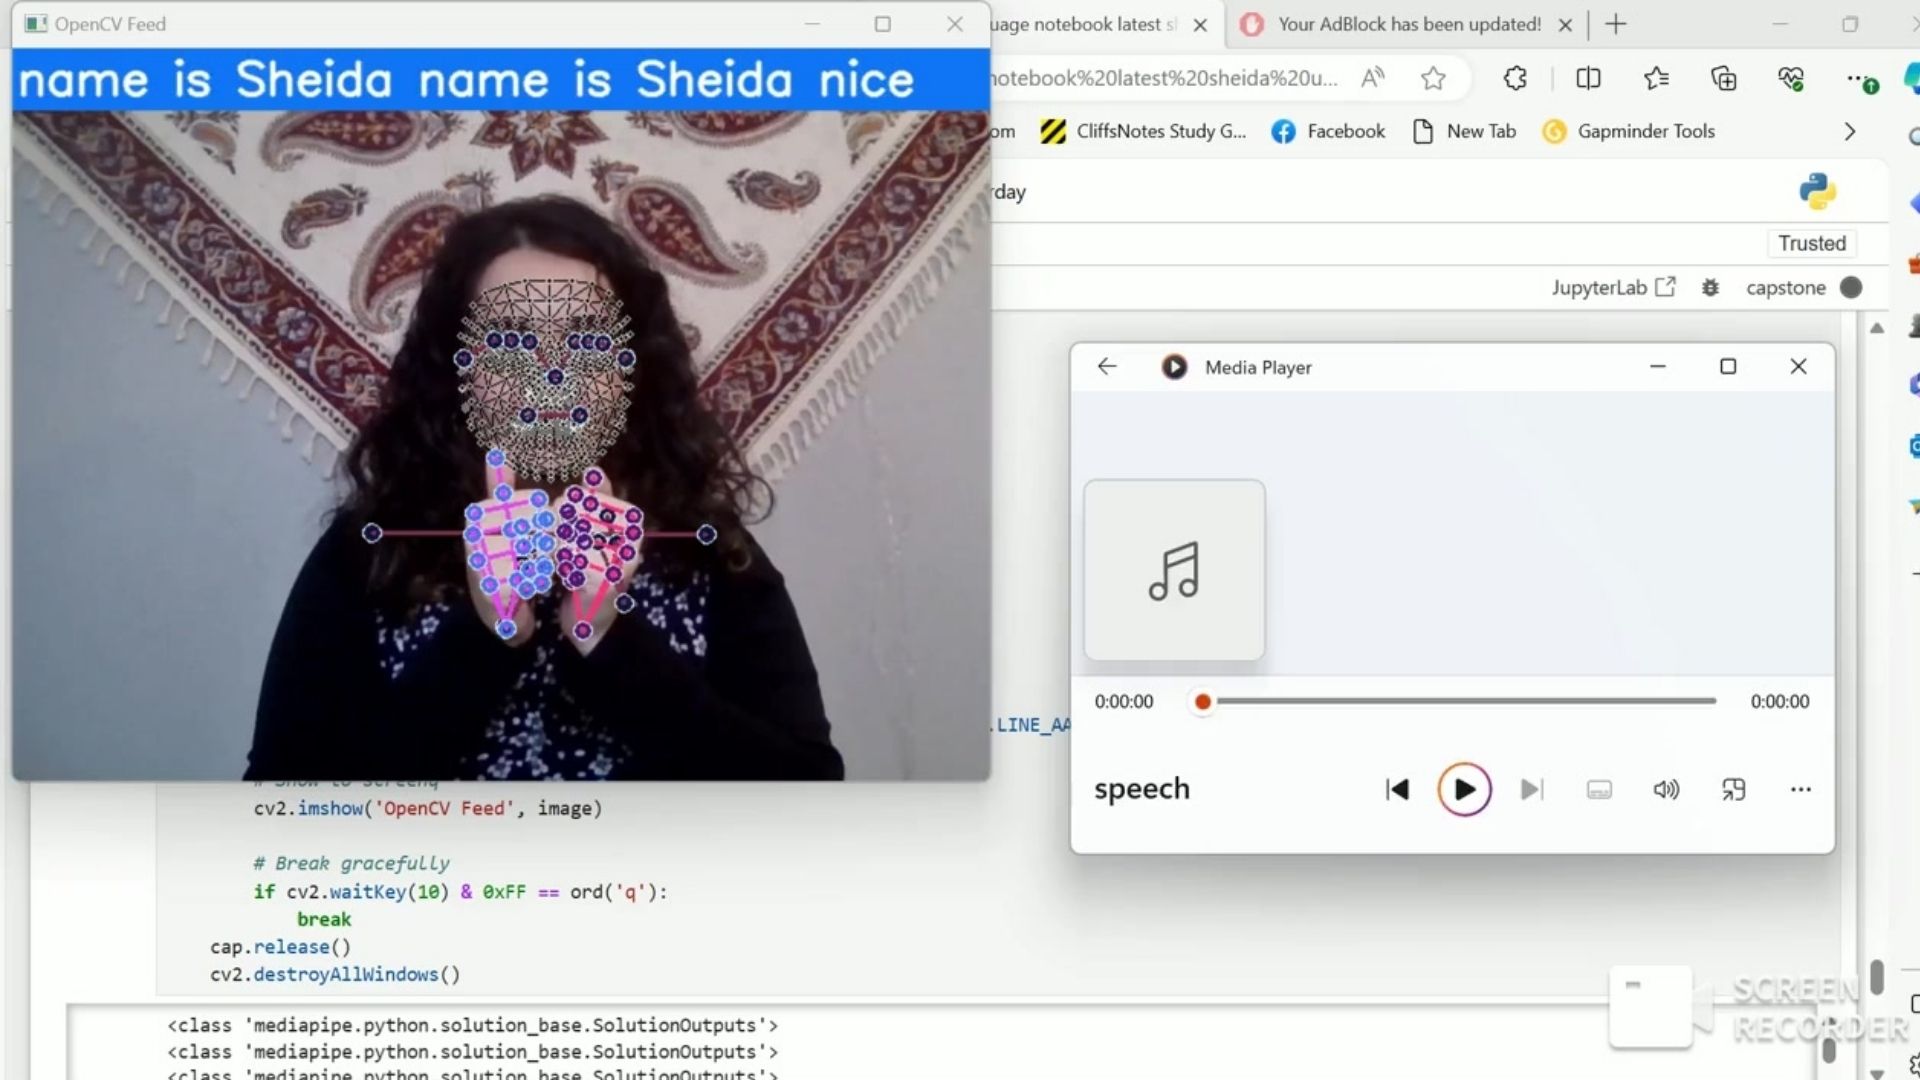 OpenCV Feed
name is Sheida name is Sheida nice
uage notebook latest
Your AdBlock has been updated!
notebook%20latest%20sheida%20u...
om
CliffsNotes Study G...
Facebook
New Tab
Gapminder Tools
rday
Trusted
JupyterLab
capstone
Media Player
0:00:00
0:00:00
speech
.LINE_AA
# Show to screen
cv2.imshow('OpenCV Feed', image)
# Break gracefully
if cv2.waitKey(10) & 0xFF == ord('q'):
break
cap.release()
cv2.destroyAllWindows()
<class 'mediapipe.python.solution_base.SolutionOutputs'>
<class 'mediapipe.python.solution_base.SolutionOutputs'>
<class 'mediapipe.python.solution_base.SolutionOutputs'>
SCREEN
RECORDER